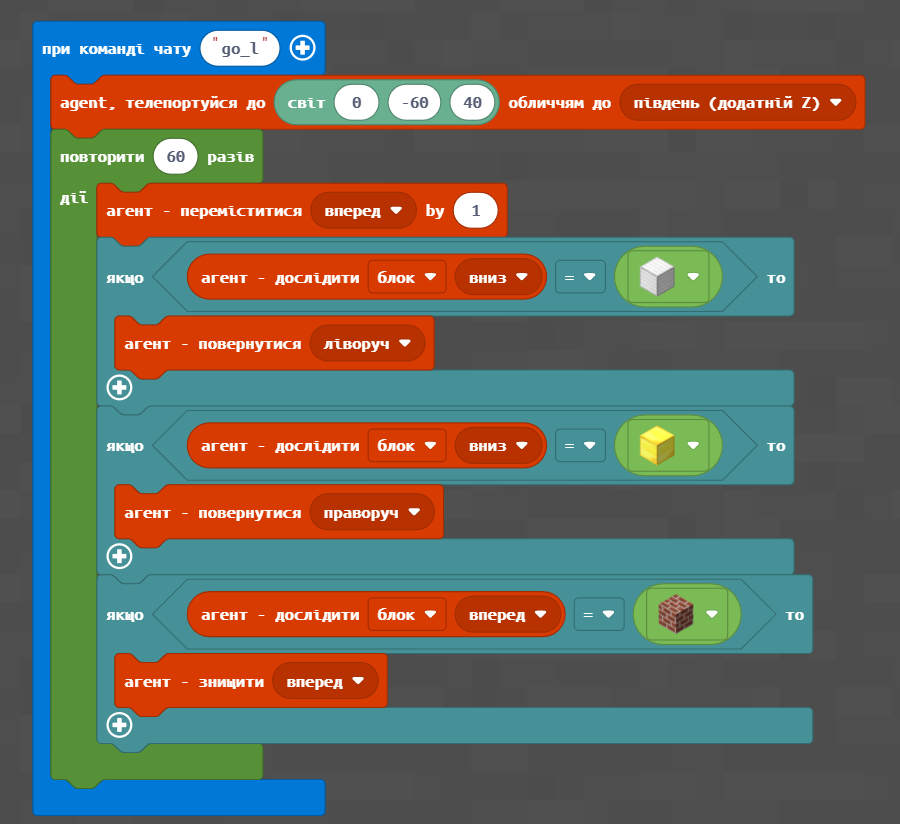 при команді чату "go_l"
agent, телепортуйся до світ 0 -60 40 обличчям до південь (додатній Z)
повторити 60 разів
дії
агент - переміститися вперед by 1
якщо агент - дослідити блок вниз = то
агент - повернутися ліворуч
якщо агент - дослідити блок вниз = то
агент - повернутися праворуч
якщо агент - дослідити блок вперед = то
агент - знищити вперед